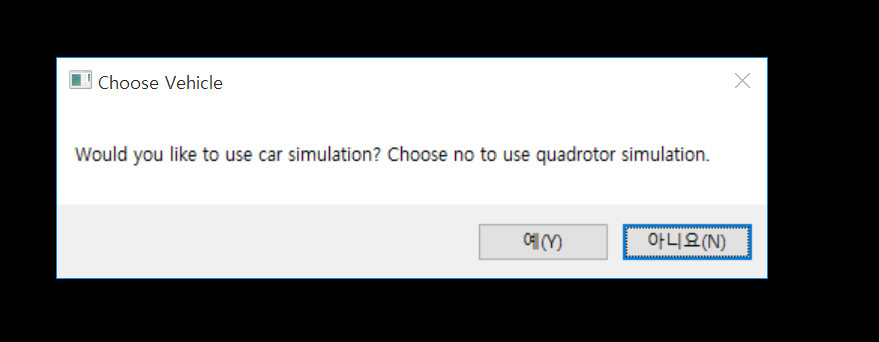 Choose Vehicle
Would you like to use car simulation? Choose no to use quadrotor simulation.
예(Y) 아니요(N)